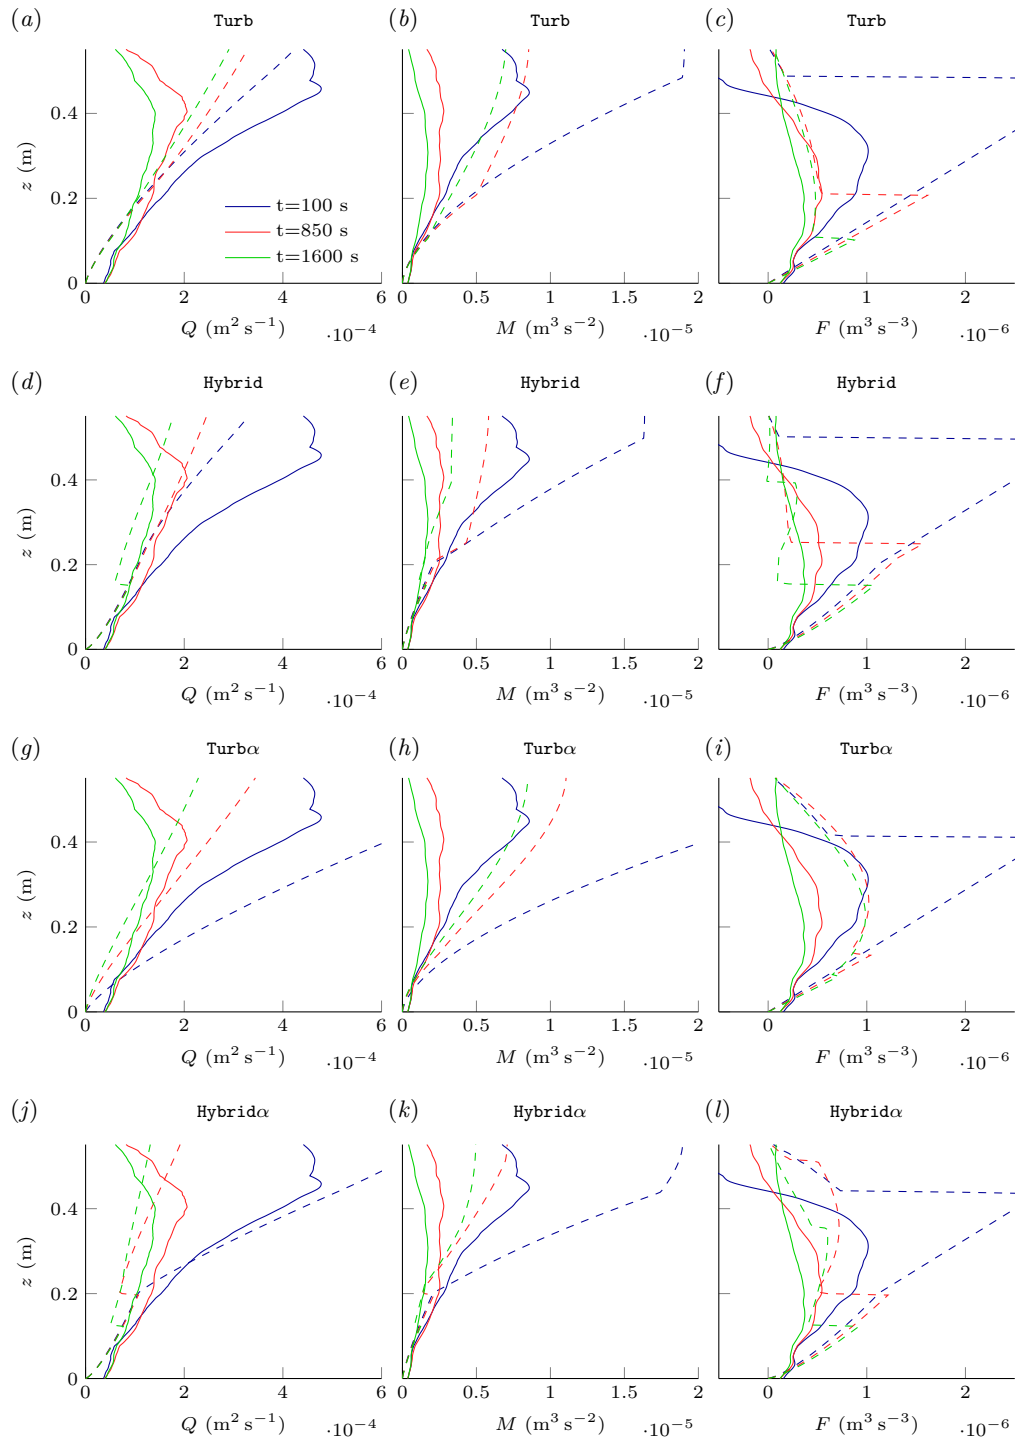 (a) Turb (b) Turb (c) Turb
0.4
z (m)
0.2
t=100 s
t=850 s
t=1600 s
0
0 2 4 6 0 0.5 1 1.5 2 0 1 2
Q (m² s⁻¹) ·10⁻⁴ M (m³ s⁻²) ·10⁻⁵ F (m³ s⁻³) ·10⁻⁶
(d) Hybrid (e) Hybrid (f) Hybrid
0.4
z (m)
0.2
0
0 2 4 6 0 0.5 1 1.5 2 0 1 2
Q (m² s⁻¹) ·10⁻⁴ M (m³ s⁻²) ·10⁻⁵ F (m³ s⁻³) ·10⁻⁶
(g) Turbα (h) Turbα (i) Turbα
0.4
z (m)
0.2
0
0 2 4 6 0 0.5 1 1.5 2 0 1 2
Q (m² s⁻¹) ·10⁻⁴ M (m³ s⁻²) ·10⁻⁵ F (m³ s⁻³) ·10⁻⁶
(j) Hybridα (k) Hybridα (l) Hybridα
0.4
z (m)
0.2
0
0 2 4 6 0 0.5 1 1.5 2 0 1 2
Q (m² s⁻¹) ·10⁻⁴ M (m³ s⁻²) ·10⁻⁵ F (m³ s⁻³) ·10⁻⁶